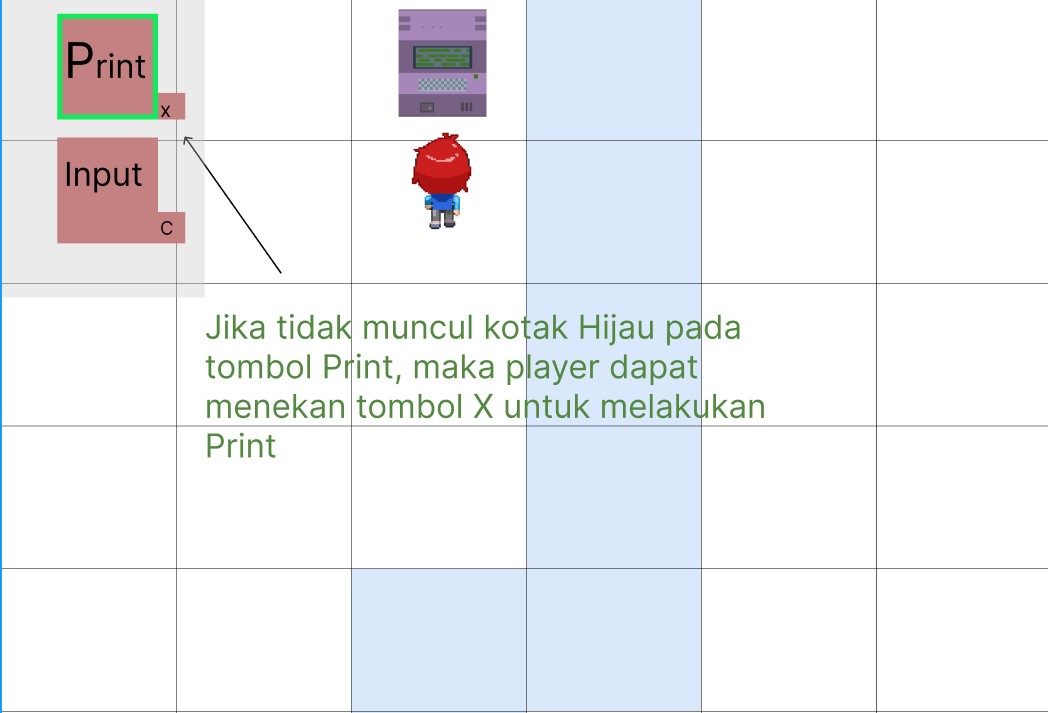 Print
X
Input
C
Jika tidak muncul kotak Hijau pada
tombol Print, maka player dapat
menekan tombol X untuk melakukan
Print